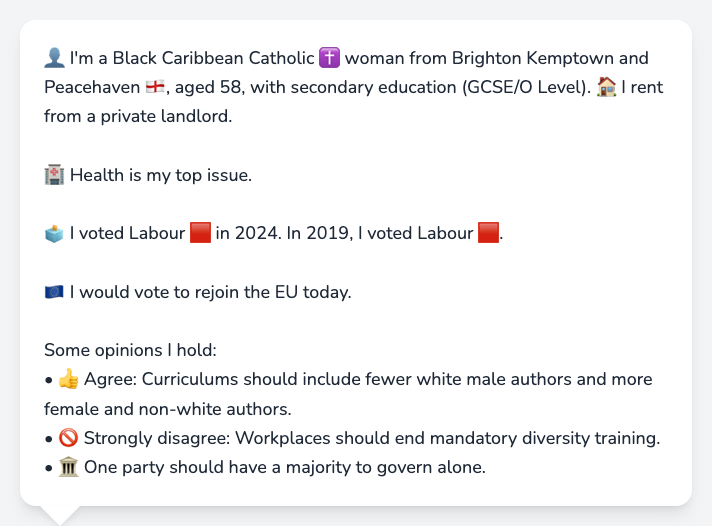 👤 I'm a Black Caribbean Catholic ✝️ woman from Brighton Kemptown and
Peacehaven 🏴󠁧󠁢󠁥󠁮󠁧󠁿, aged 58, with secondary education (GCSE/O Level). 🏠 I rent
from a private landlord.
🏥 Health is my top issue.
🗳️ I voted Labour 🟥 in 2024. In 2019, I voted Labour 🟥.
🇪🇺 I would vote to rejoin the EU today.
Some opinions I hold:
• 👍 Agree: Curriculums should include fewer white male authors and more
female and non-white authors.
• 🚫 Strongly disagree: Workplaces should end mandatory diversity training.
• 🏛️ One party should have a majority to govern alone.